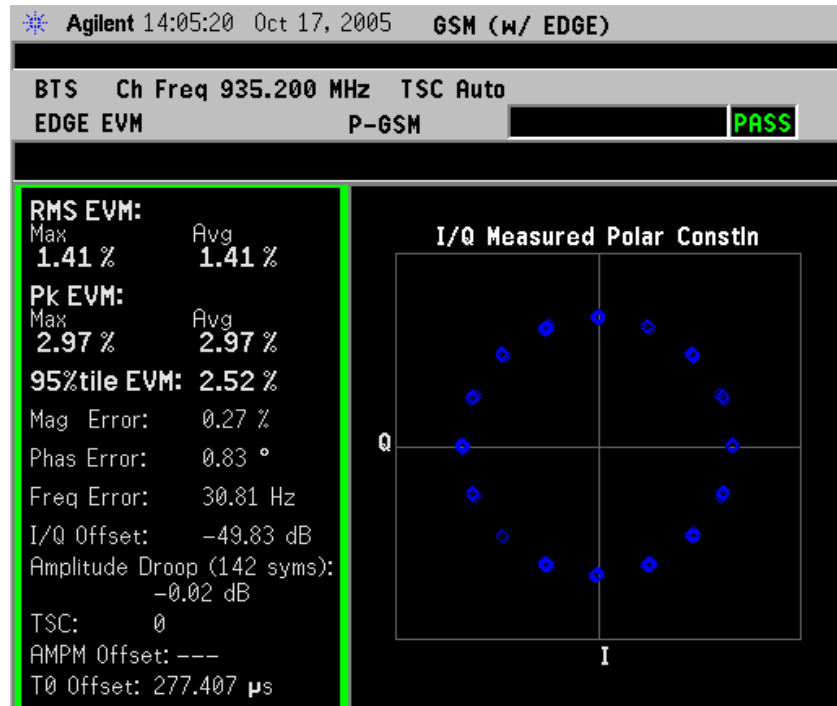 Agilent 14:05:20 Oct 17, 2005 GSM (w/ EDGE)
BTS Ch Freq 935.200 MHz TSC Auto
EDGE EVM P-GSM PASS
RMS EVM:
Max Avg
1.41 % 1.41 %
Pk EVM:
Max Avg
2.97 % 2.97 %
95%tile EVM: 2.52 %
Mag Error: 0.27 %
Phas Error: 0.83 °
Freq Error: 30.81 Hz
I/Q Offset: -49.83 dB
Amplitude Droop (142 syms):
-0.02 dB
TSC: 0
AMPM Offset: ---
T0 Offset: 277.407 µs
I/Q Measured Polar Constln
Q
I